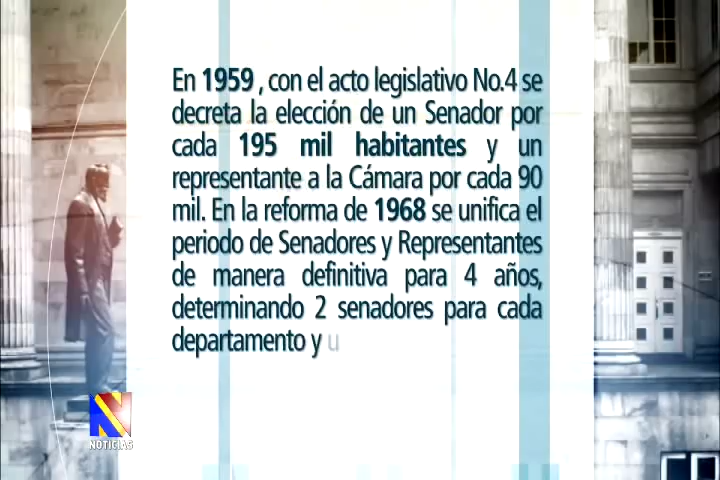 En 1959 , con el acto legislativo No.4 se
decreta la elección de un Senador por
cada 195 mil habitantes y un
representante a la Cámara por cada 90
mil. En la reforma de 1968 se unifica el
periodo de Senadores y Representantes
de manera definitiva para 4 años,
determinando 2 senadores para cada
departamento y u
N
NOTICIAS